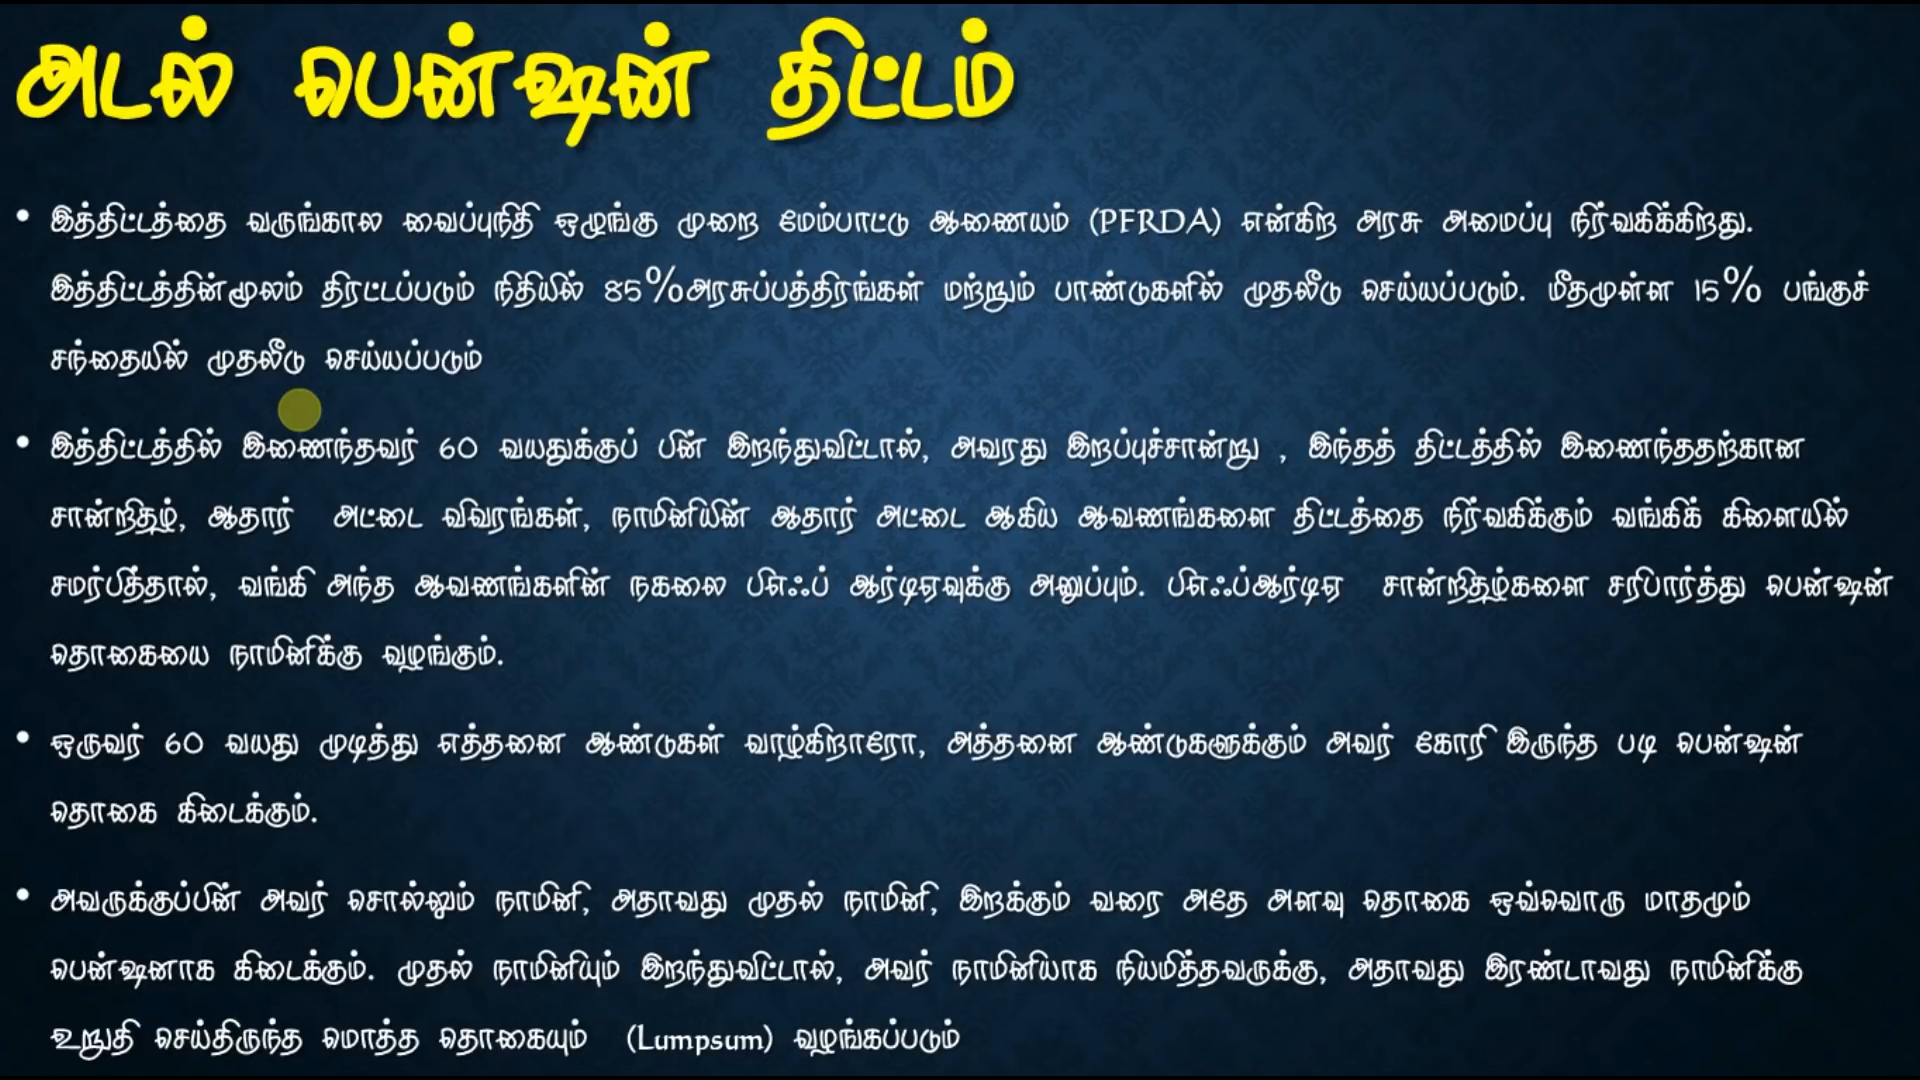 அடல் பென்ஷன் திட்டம்
• இத்திட்டத்தை வருங்கால வைப்புநிதி ஒழுங்கு முறை மேம்பாட்டு ஆணையம் (PFRDA) என்கிற அரசு அமைப்பு நிர்வகிக்கிறது.
இத்திட்டத்தின்மூலம் திரட்டப்படும் நிதியில் 85%அரசுப்பத்திரங்கள் மற்றும் பாண்டுகளில் முதலீடு செய்யப்படும். மீதமுள்ள 15% பங்குச்
சந்தையில் முதலீடு செய்யப்படும்
• இத்திட்டத்தில் இணைந்தவர் 60 வயதுக்குப் பின் இறந்துவிட்டால், அவரது இறப்புச்சான்று , இந்தத் திட்டத்தில் இணைந்ததற்கான
சான்றிதழ், ஆதார் அட்டை விவரங்கள், நாமினியின் ஆதார் அட்டை ஆகிய ஆவணங்களை திட்டத்தை நிர்வகிக்கும் வங்கிக் கிளையில்
சமர்பித்தால், வங்கி அந்த ஆவணங்களின் நகலை பிஎஃப் ஆர்டிஏவுக்கு அனுப்பும். பிஎஃப்ஆர்டிஏ சான்றிதழ்களை சரிபார்த்து பென்ஷன்
தொகையை நாமினிக்கு வழங்கும்.
• ஒருவர் 60 வயது முடித்து எத்தனை ஆண்டுகள் வாழ்கிறாரோ, அத்தனை ஆண்டுகளுக்கும் அவர் கோரி இருந்த படி பென்ஷன்
தொகை கிடைக்கும்.
• அவருக்குப்பின் அவர் சொல்லும் நாமினி, அதாவது முதல் நாமினி, இறக்கும் வரை அதே அளவு தொகை ஒவ்வொரு மாதமும்
பென்ஷனாக கிடைக்கும். முதல் நாமினியும் இறந்துவிட்டால், அவர் நாமினியாக நியமித்தவருக்கு, அதாவது இரண்டாவது நாமினிக்கு
உறுதி செய்திருந்த மொத்த தொகையும் (Lumpsum) வழங்கப்படும்